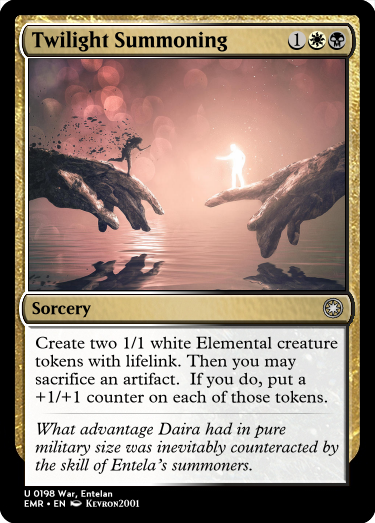 Twilight Summoning 1
Sorcery
Create two 1/1 white Elemental creature
tokens with lifelink. Then you may
sacrifice an artifact.  If you do, put a
+1/+1 counter on each of those tokens.
What advantage Daira had in pure
military size was inevitably counteracted by
the skill of Entela's summoners.
U 0198 War, Entelan
EMR • EN Kevron2001